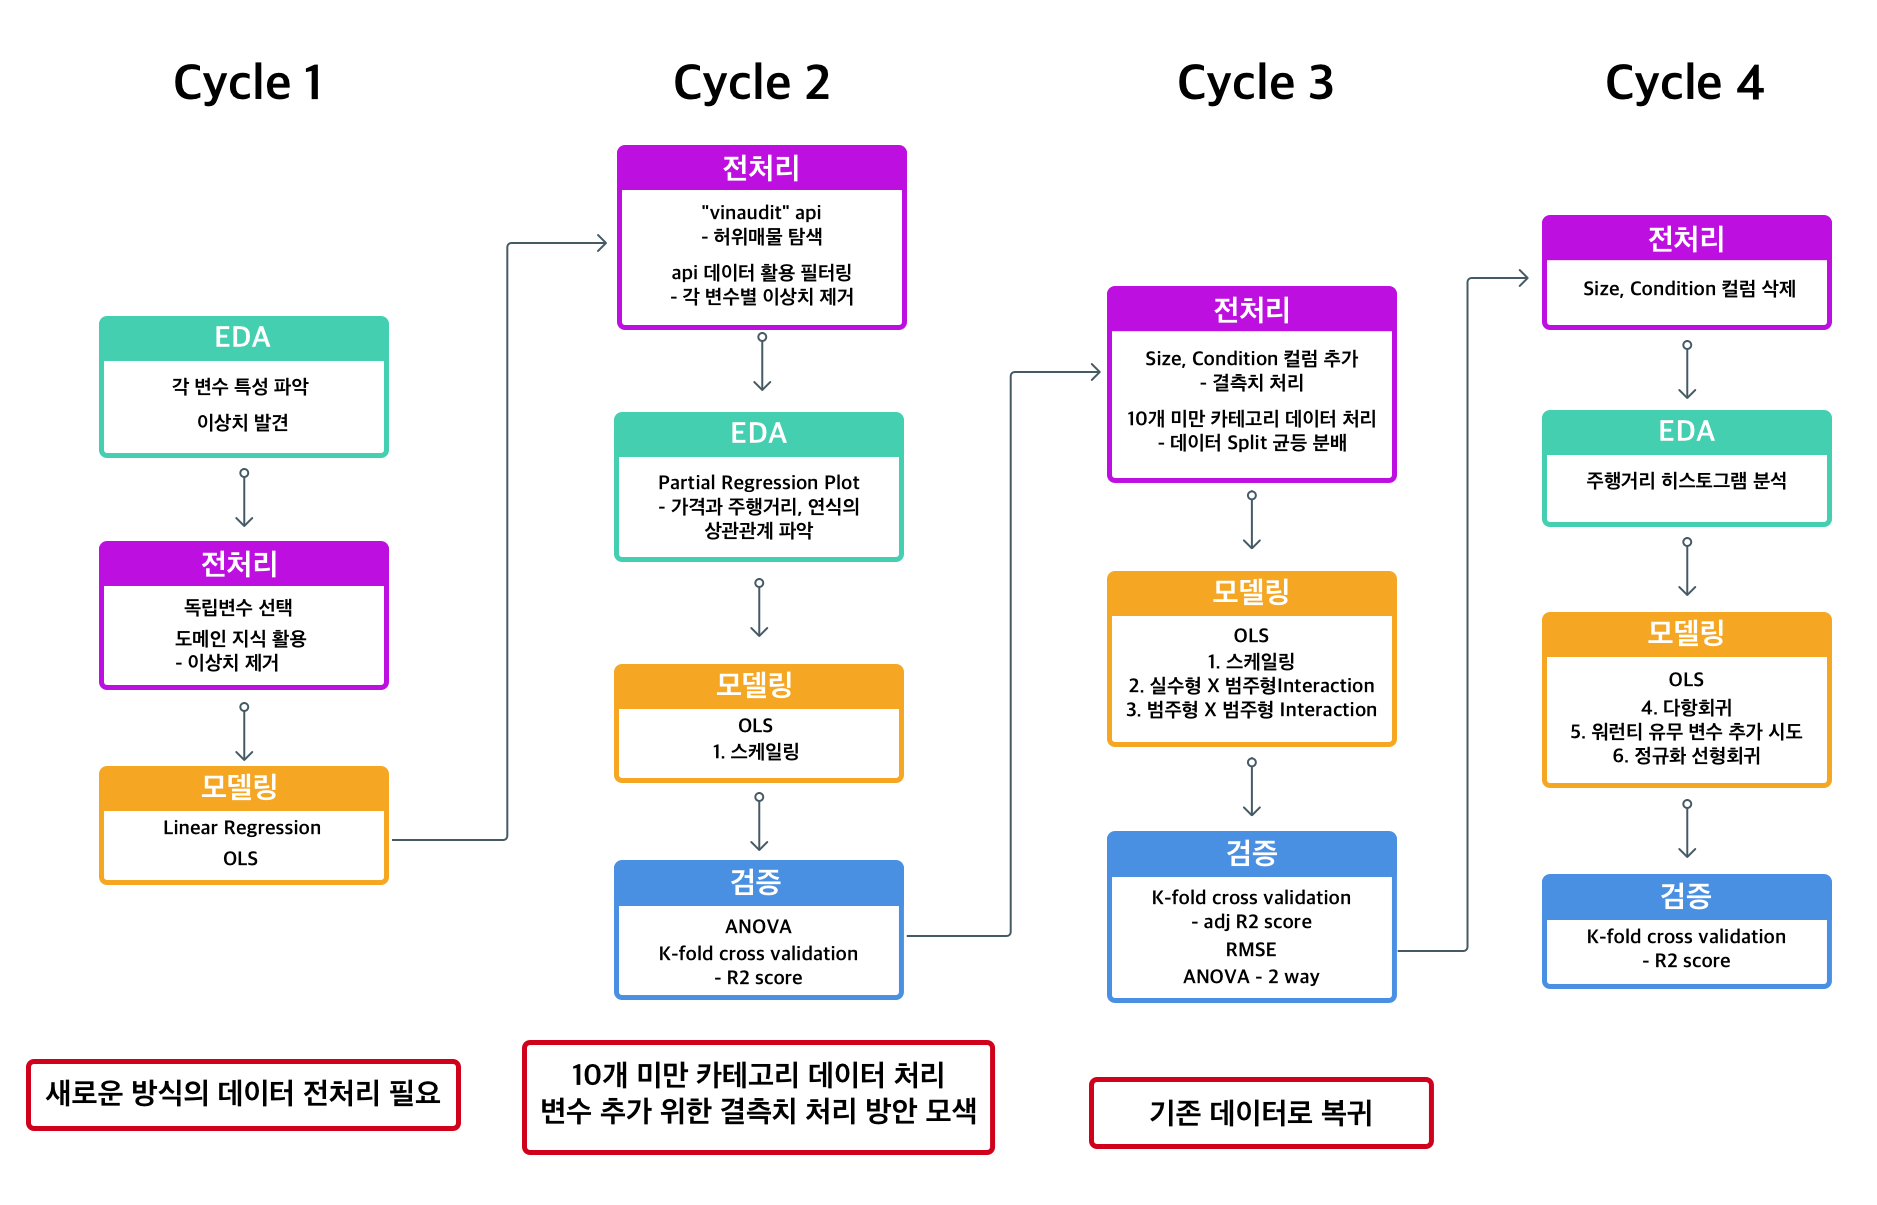 Cycle 1
EDA
각 변수 특성 파악
이상치 발견
전처리
독립변수 선택
도메인 지식 활용
- 이상치 제거
모델링
Linear Regression
OLS
새로운 방식의 데이터 전처리 필요
Cycle 2
전처리
"vinaudit" api
- 허위매물 탐색
api 데이터 활용 필터링
- 각 변수별 이상치 제거
EDA
Partial Regression Plot
- 가격과 주행거리, 연식의
상관관계 파악
모델링
OLS
1. 스케일링
검증
ANOVA
K-fold cross validation
- R2 score
10개 미만 카테고리 데이터 처리
변수 추가 위한 결측치 처리 방안 모색
Cycle 3
전처리
Size, Condition 컬럼 추가
- 결측치 처리
10개 미만 카테고리 데이터 처리
- 데이터 Split 균등 분배
모델링
OLS
1. 스케일링
2. 실수형 X 범주형Interaction
3. 범주형 X 범주형 Interaction
검증
K-fold cross validation
- adj R2 score
RMSE
ANOVA - 2 way
기존 데이터로 복귀
Cycle 4
전처리
Size, Condition 컬럼 삭제
EDA
주행거리 히스토그램 분석
모델링
OLS
4. 다항회귀
5. 워런티 유무 변수 추가 시도
6. 정규화 선형회귀
검증
K-fold cross validation
- R2 score